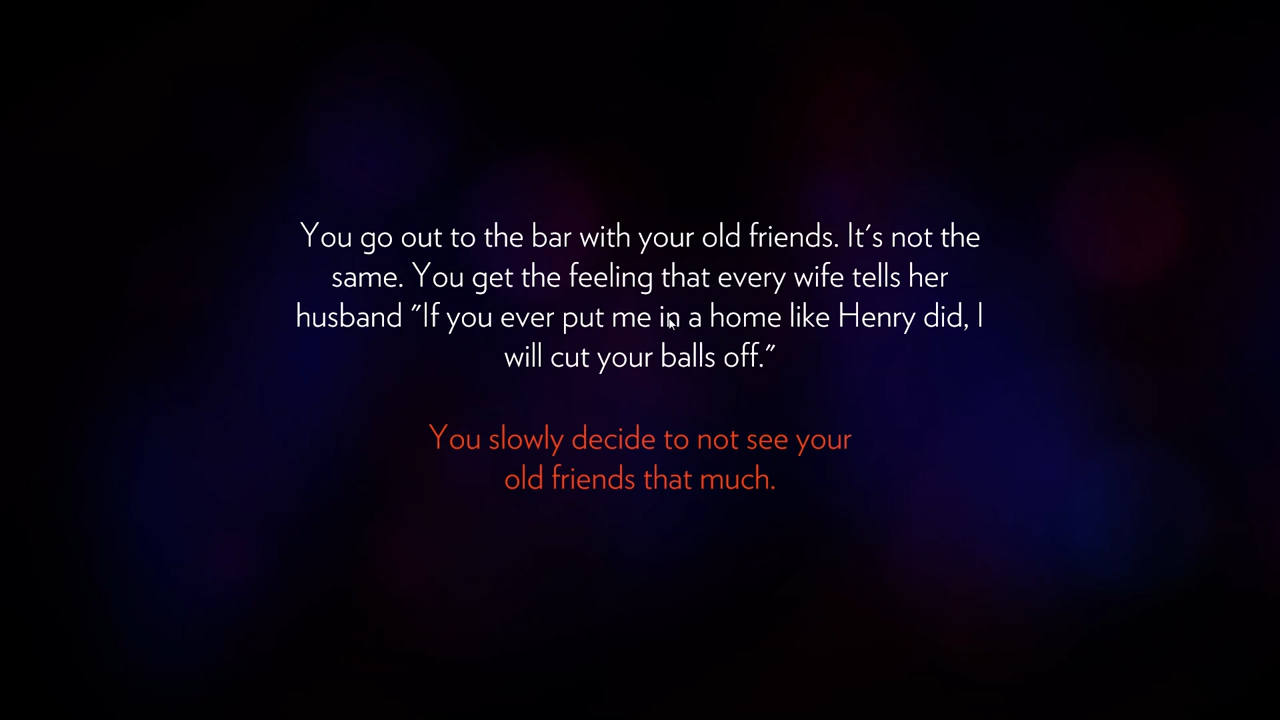 You go out to the bar with your old friends. It's not the
same. You get the feeling that every wife tells her
husband "If you ever put me in a home like Henry did, I
will cut your balls off."
You slowly decide to not see your
old friends that much.